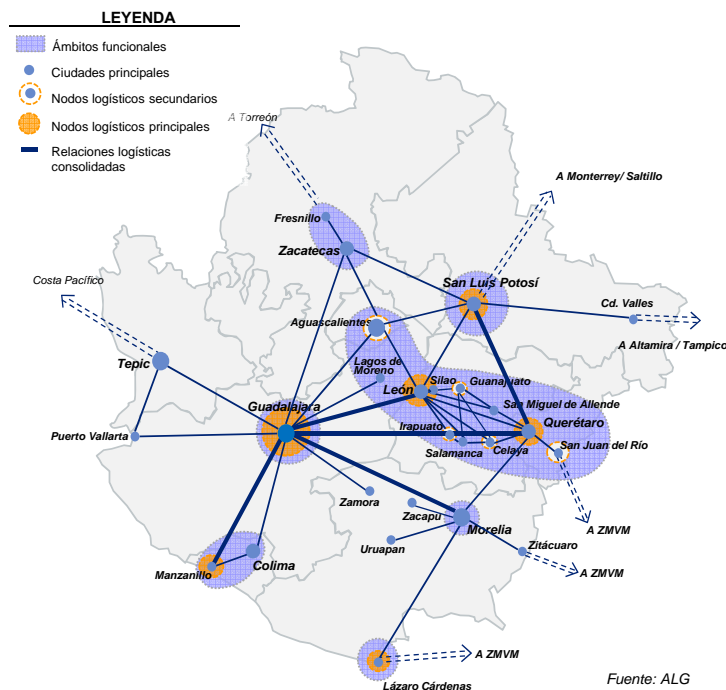 LEYENDA
Ámbitos funcionales
Ciudades principales
Nodos logísticos secundarios
Nodos logísticos principales
Relaciones logísticas
consolidadas
A Torreón
A Monterrey/ Saltillo
Fresnillo
Zacatecas
San Luis Potosí
Costa Pacífico
Cd. Valles
Aguascalientes
A Altamira / Tampico
Tepic
Lagos de
Moreno
Silao
Guanajuato
León
San Miguel de Allende
Guadalajara
Querétaro
Irapuato
Puerto Vallarta
San Juan del Río
Salamanca
Celaya
Zamora
Zacapu
Morelia
A ZMVM
Uruapan
Zitácuaro
Colima
Manzanillo
A ZMVM
A ZMVM
Lázaro Cárdenas
Fuente: ALG